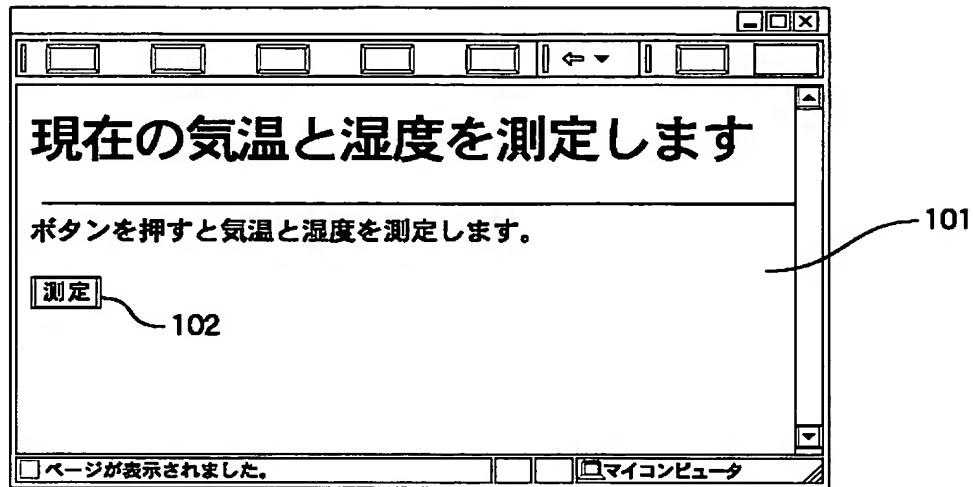 現在の気温と湿度を測定します
ボタンを押すと気温と湿度を測定します。
101
測定
102
ページが表示されました。
マイコンピュータ